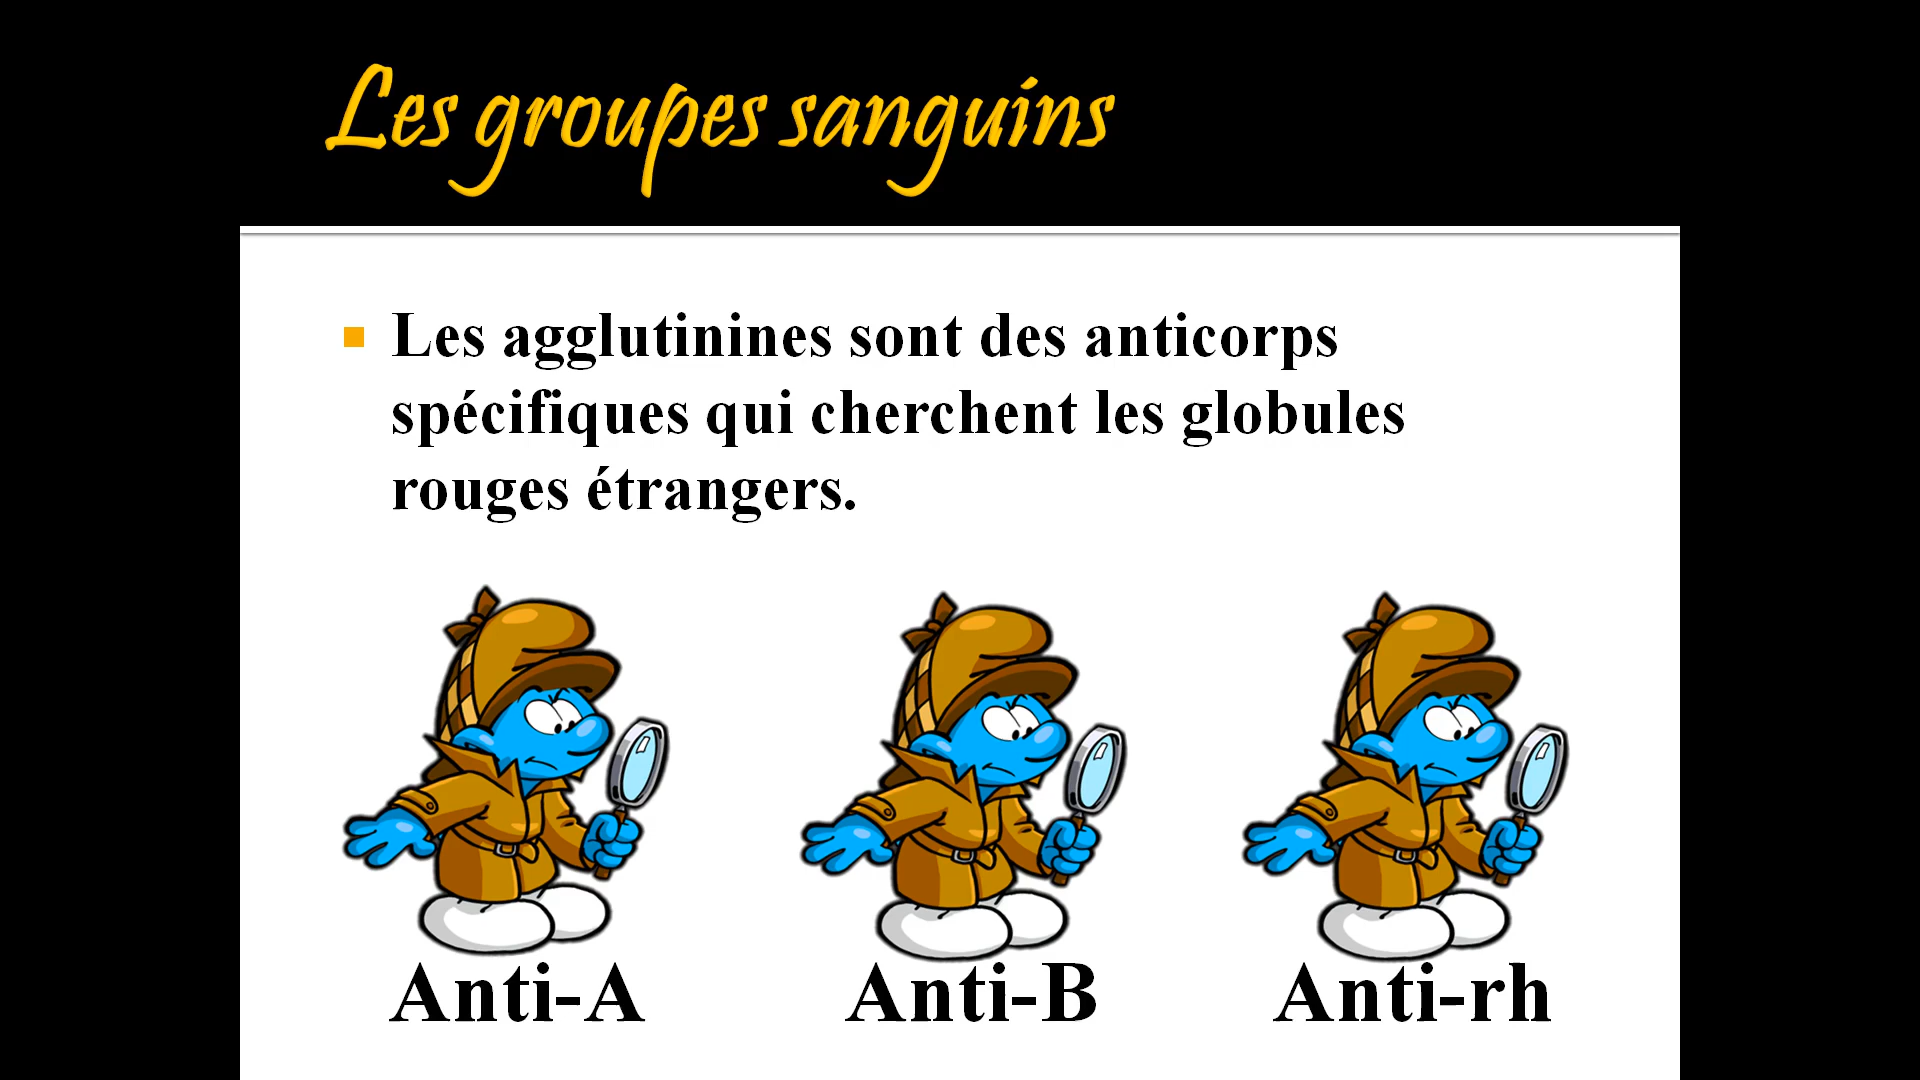 Les groupes sanguins
Les agglutinines sont des anticorps
spécifiques qui cherchent les globules
rouges étrangers.
Anti-A Anti-B Anti-rh